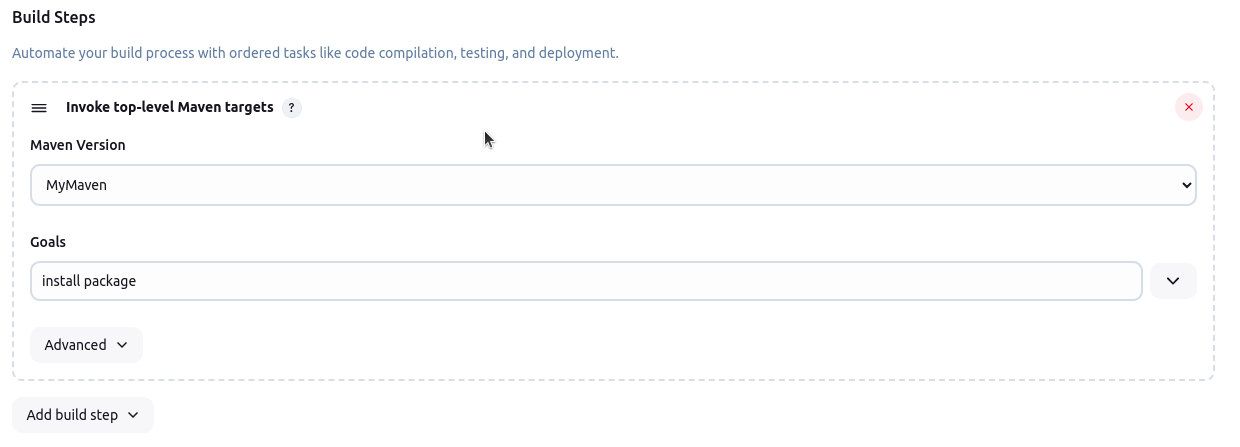 Build Steps
Automate your build process with ordered tasks like code compilation, testing, and deployment.
Invoke top-level Maven targets ?
Maven Version
MyMaven
Goals
install package
Advanced
Add build step